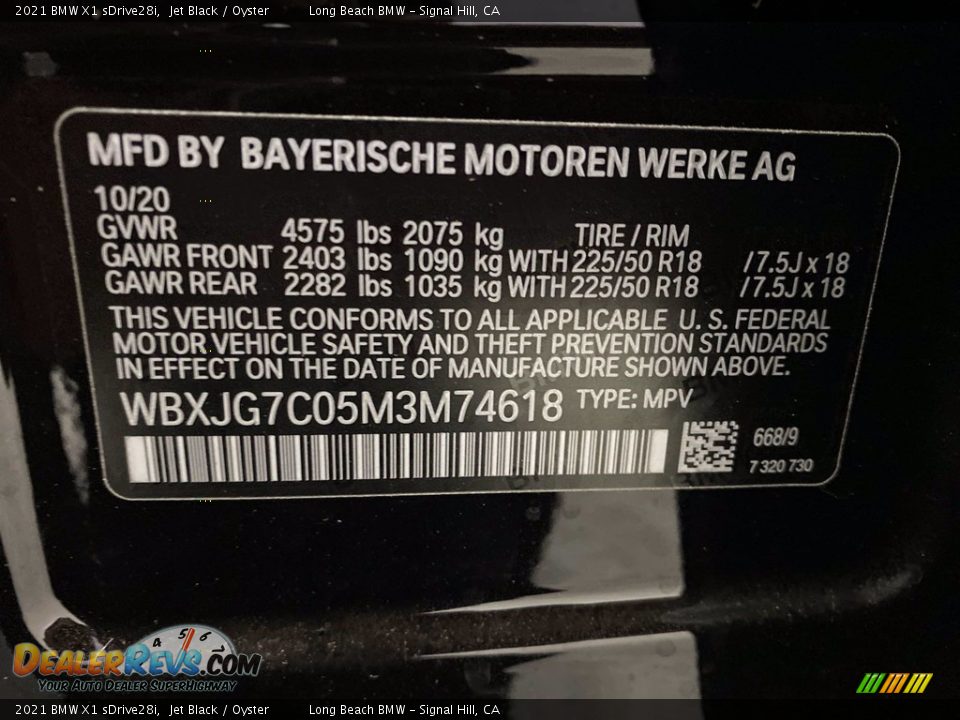 2021 BMW X1 sDrive28i, Jet Black / Oyster Long Beach BMW - Signal Hill, CA
MFD BY BAYERISCHE MOTOREN WERKE AG
10/20
GVWR 4575 lbs 2075 kg TIRE / RIM
GAWR FRONT 2403 lbs 1090 kg WITH 225/50 R18 / 7.5J x 18
GAWR REAR 2282 lbs 1035 kg WITH 225/50 R18 / 7.5J x 18
THIS VEHICLE CONFORMS TO ALL APPLICABLE U. S. FEDERAL
MOTOR VEHICLE SAFETY AND THEFT PREVENTION STANDARDS
IN EFFECT ON THE DATE OF MANUFACTURE SHOWN ABOVE.
WBXJG7C05M3M74618 TYPE: MPV
668/9
7 320 730
4 5 6
DEALERREVS.COM
YOUR AUTO DEALER SUPERHIGHWAY
2021 BMW X1 sDrive28i, Jet Black / Oyster Long Beach BMW - Signal Hill, CA